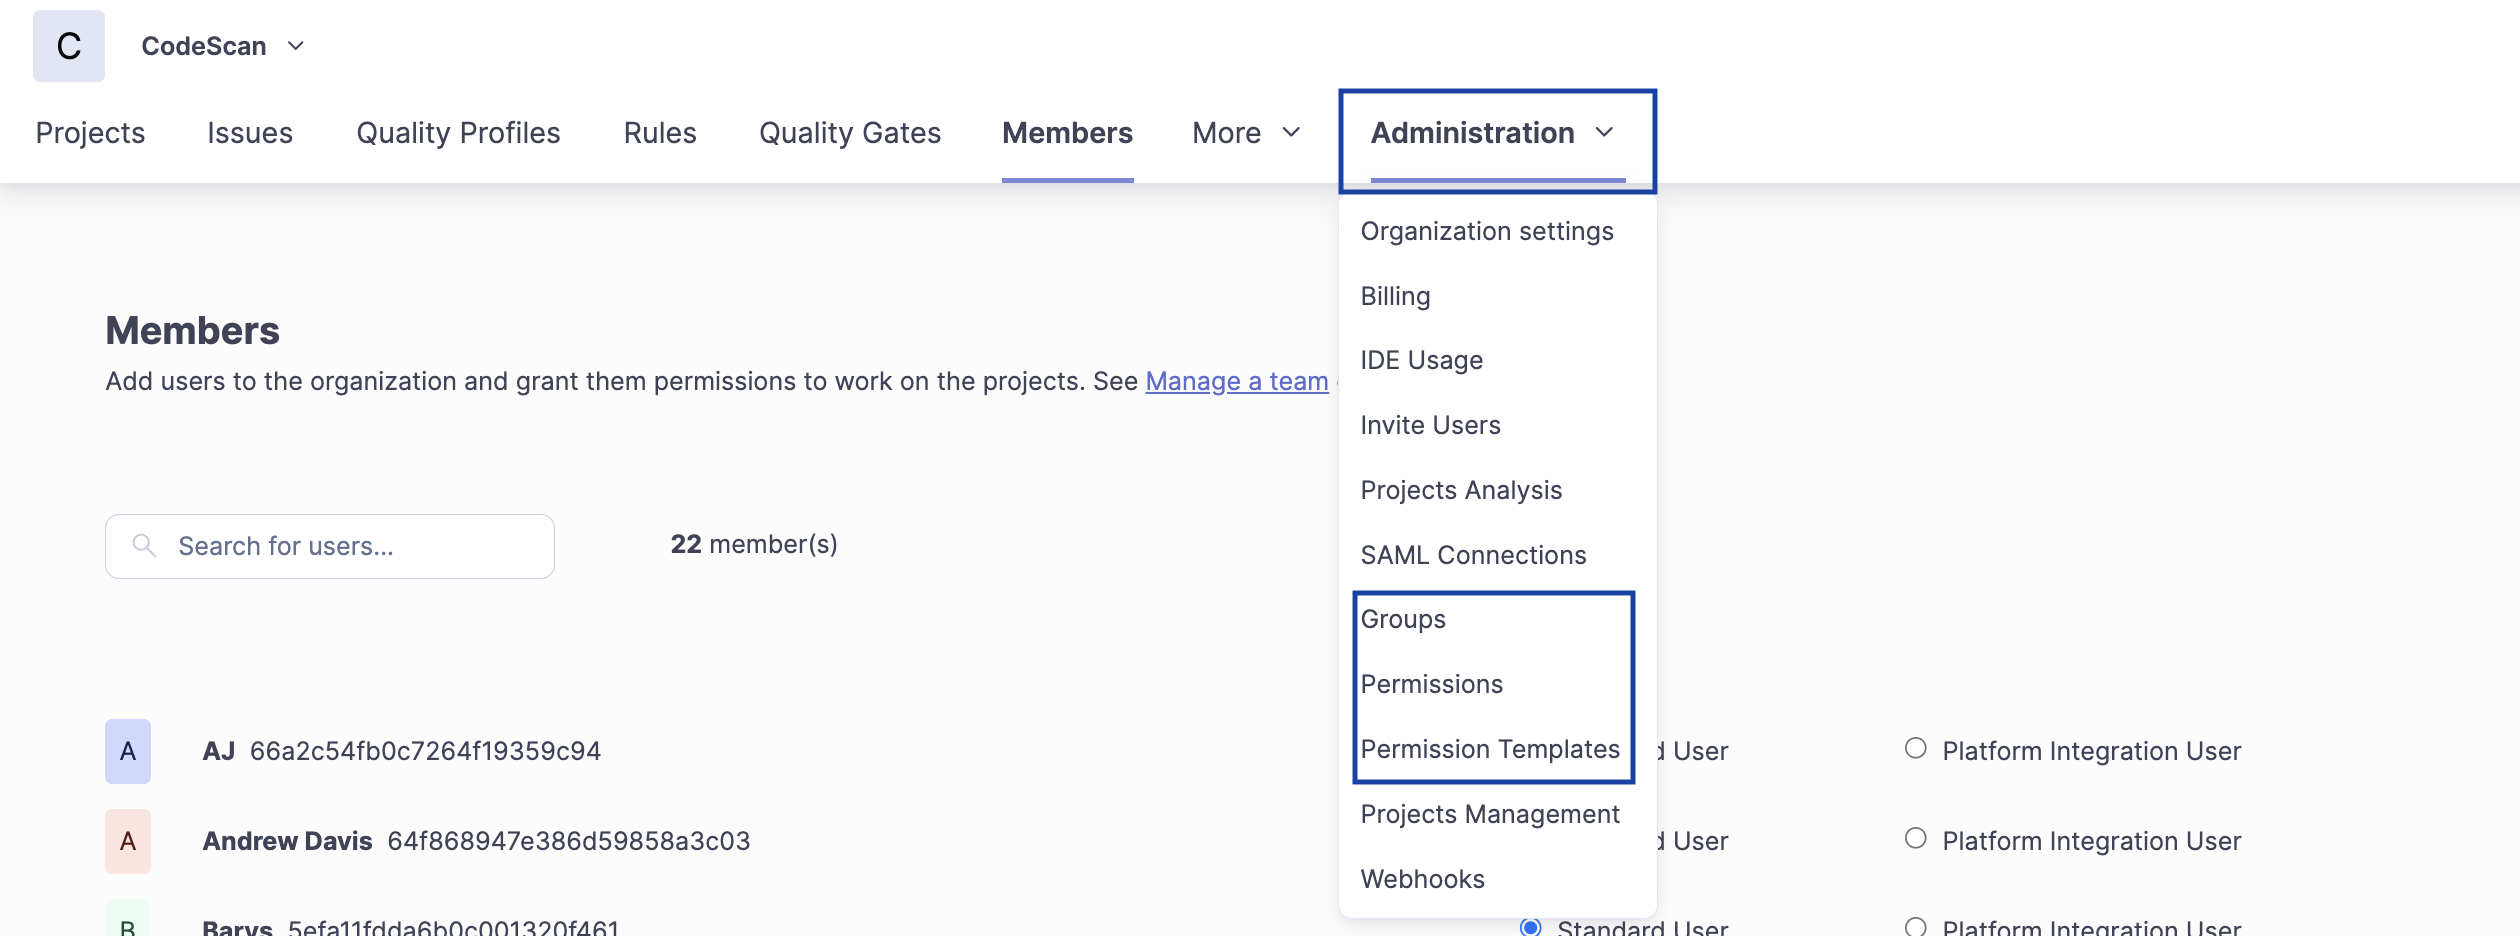 C
CodeScan
Projects Issues Quality Profiles Rules Quality Gates Members More Administration
Organization settings
Billing
IDE Usage
Invite Users
Projects Analysis
SAML Connections
Groups
Permissions
Permission Templates
Projects Management
Webhooks
Members
Add users to the organization and grant them permissions to work on the projects. See Manage a team
Search for users...
22 member(s)
A AJ 66a2c54fb0c7264f19359c94 User Platform Integration User
A Andrew Davis 64f868947e386d59858a3c03 User Platform Integration User
B Barys 5efa11fdda6b0c001320f461 Standard User Platform Integration User